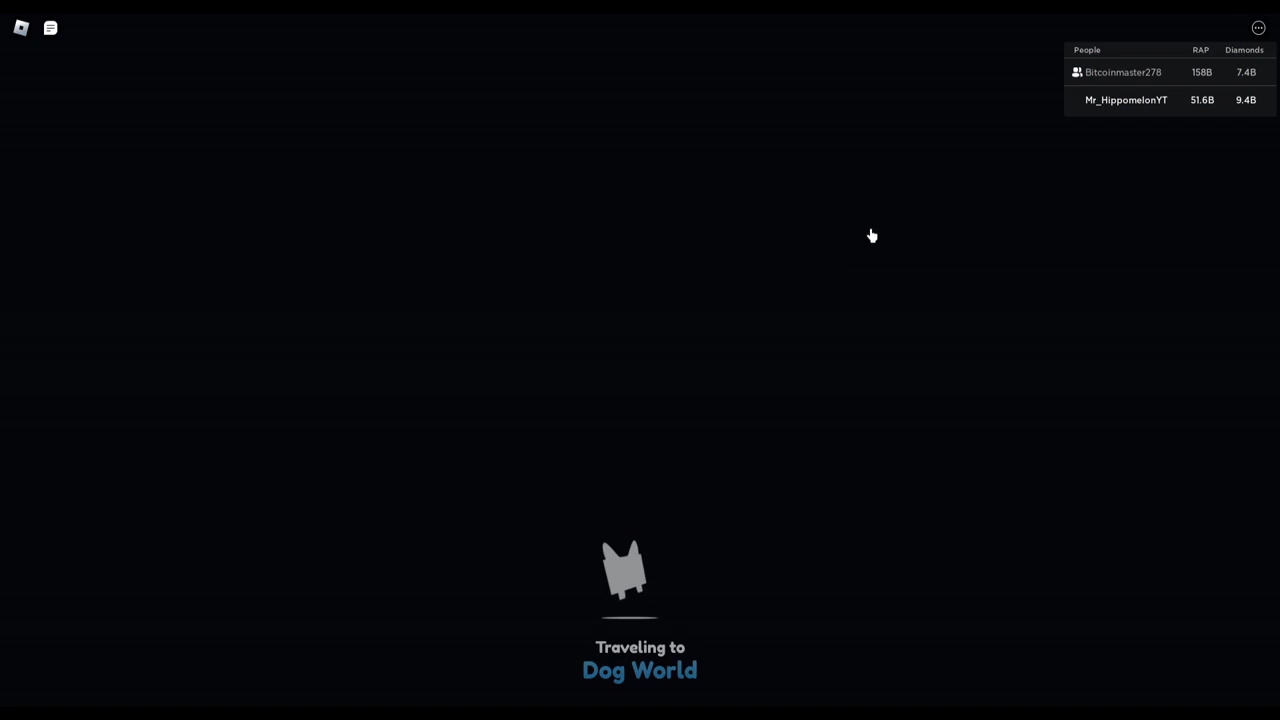 People RAP Diamonds
Bitcoinmaster278 158B 7.4B
Mr_HippomelonYT 51.6B 9.4B
Traveling to
Dog World